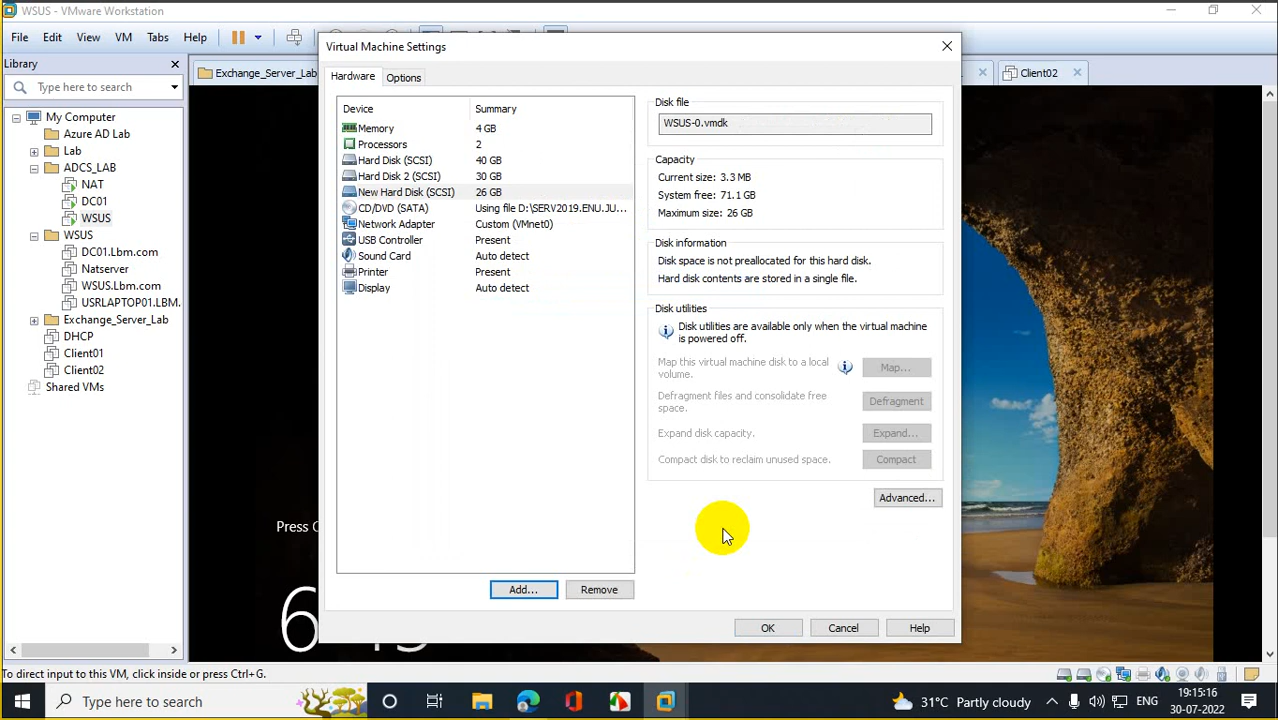 WSUS - VMware Workstation
File Edit View VM Tabs Help
Library
Type here to search
My Computer
Azure AD Lab
Lab
ADCS_LAB
NAT
DC01
WSUS
WSUS
DC01.Lbm.com
Natserver
WSUS.Lbm.com
USRLAPTOP01.LBM.
Exchange_Server_Lab
DHCP
Client01
Client02
Shared VMs
Exchange_Server_Lab
Client02
Virtual Machine Settings
Hardware Options
Device Summary
Memory 4 GB
Processors 2
Hard Disk (SCSI) 40 GB
Hard Disk 2 (SCSI) 30 GB
New Hard Disk (SCSI) 26 GB
CD/DVD (SATA) Using file D:\SERV2019.ENU.JU...
Network Adapter Custom (VMnet0)
USB Controller Present
Sound Card Auto detect
Printer Present
Display Auto detect
Add... Remove
Disk file
WSUS-0.vmdk
Capacity
Current size: 3.3 MB
System free: 71.1 GB
Maximum size: 26 GB
Disk information
Disk space is not preallocated for this hard disk.
Hard disk contents are stored in a single file.
Disk utilities
Disk utilities are available only when the virtual machine
is powered off.
Map this virtual machine disk to a local
volume.
Map...
Defragment files and consolidate free
space.
Defragment
Expand disk capacity.
Expand...
Compact disk to reclaim unused space.
Compact
Advanced...
OK Cancel Help
Press
To direct input to this VM, click inside or press Ctrl+G.
Type here to search
31°C Partly cloudy
ENG
19:15:16
30-07-2022